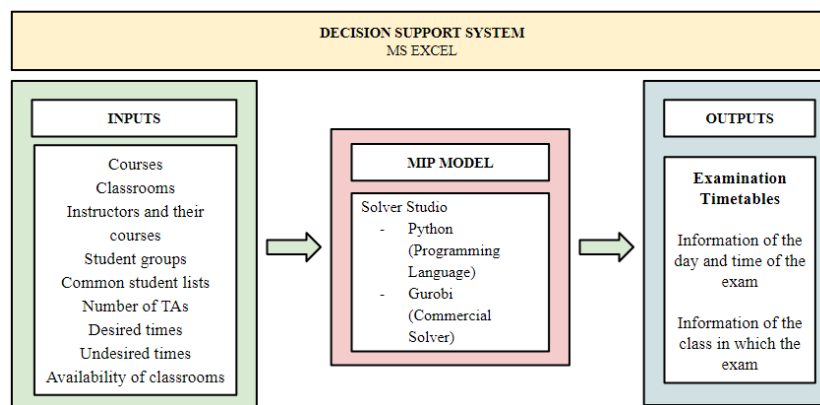 DECISION SUPPORT SYSTEM
MS EXCEL
INPUTS
Courses
Classrooms
Instructors and their
courses
Student groups
Common student lists
Number of TAs
Desired times
Undesired times
Availability of classrooms
MIP MODEL
Solver Studio
- Python
(Programming
Language)
- Gurobi
(Commercial
Solver)
OUTPUTS
Examination
Timetables
Information of the
day and time of the
exam
Information of the
class in which the
exam